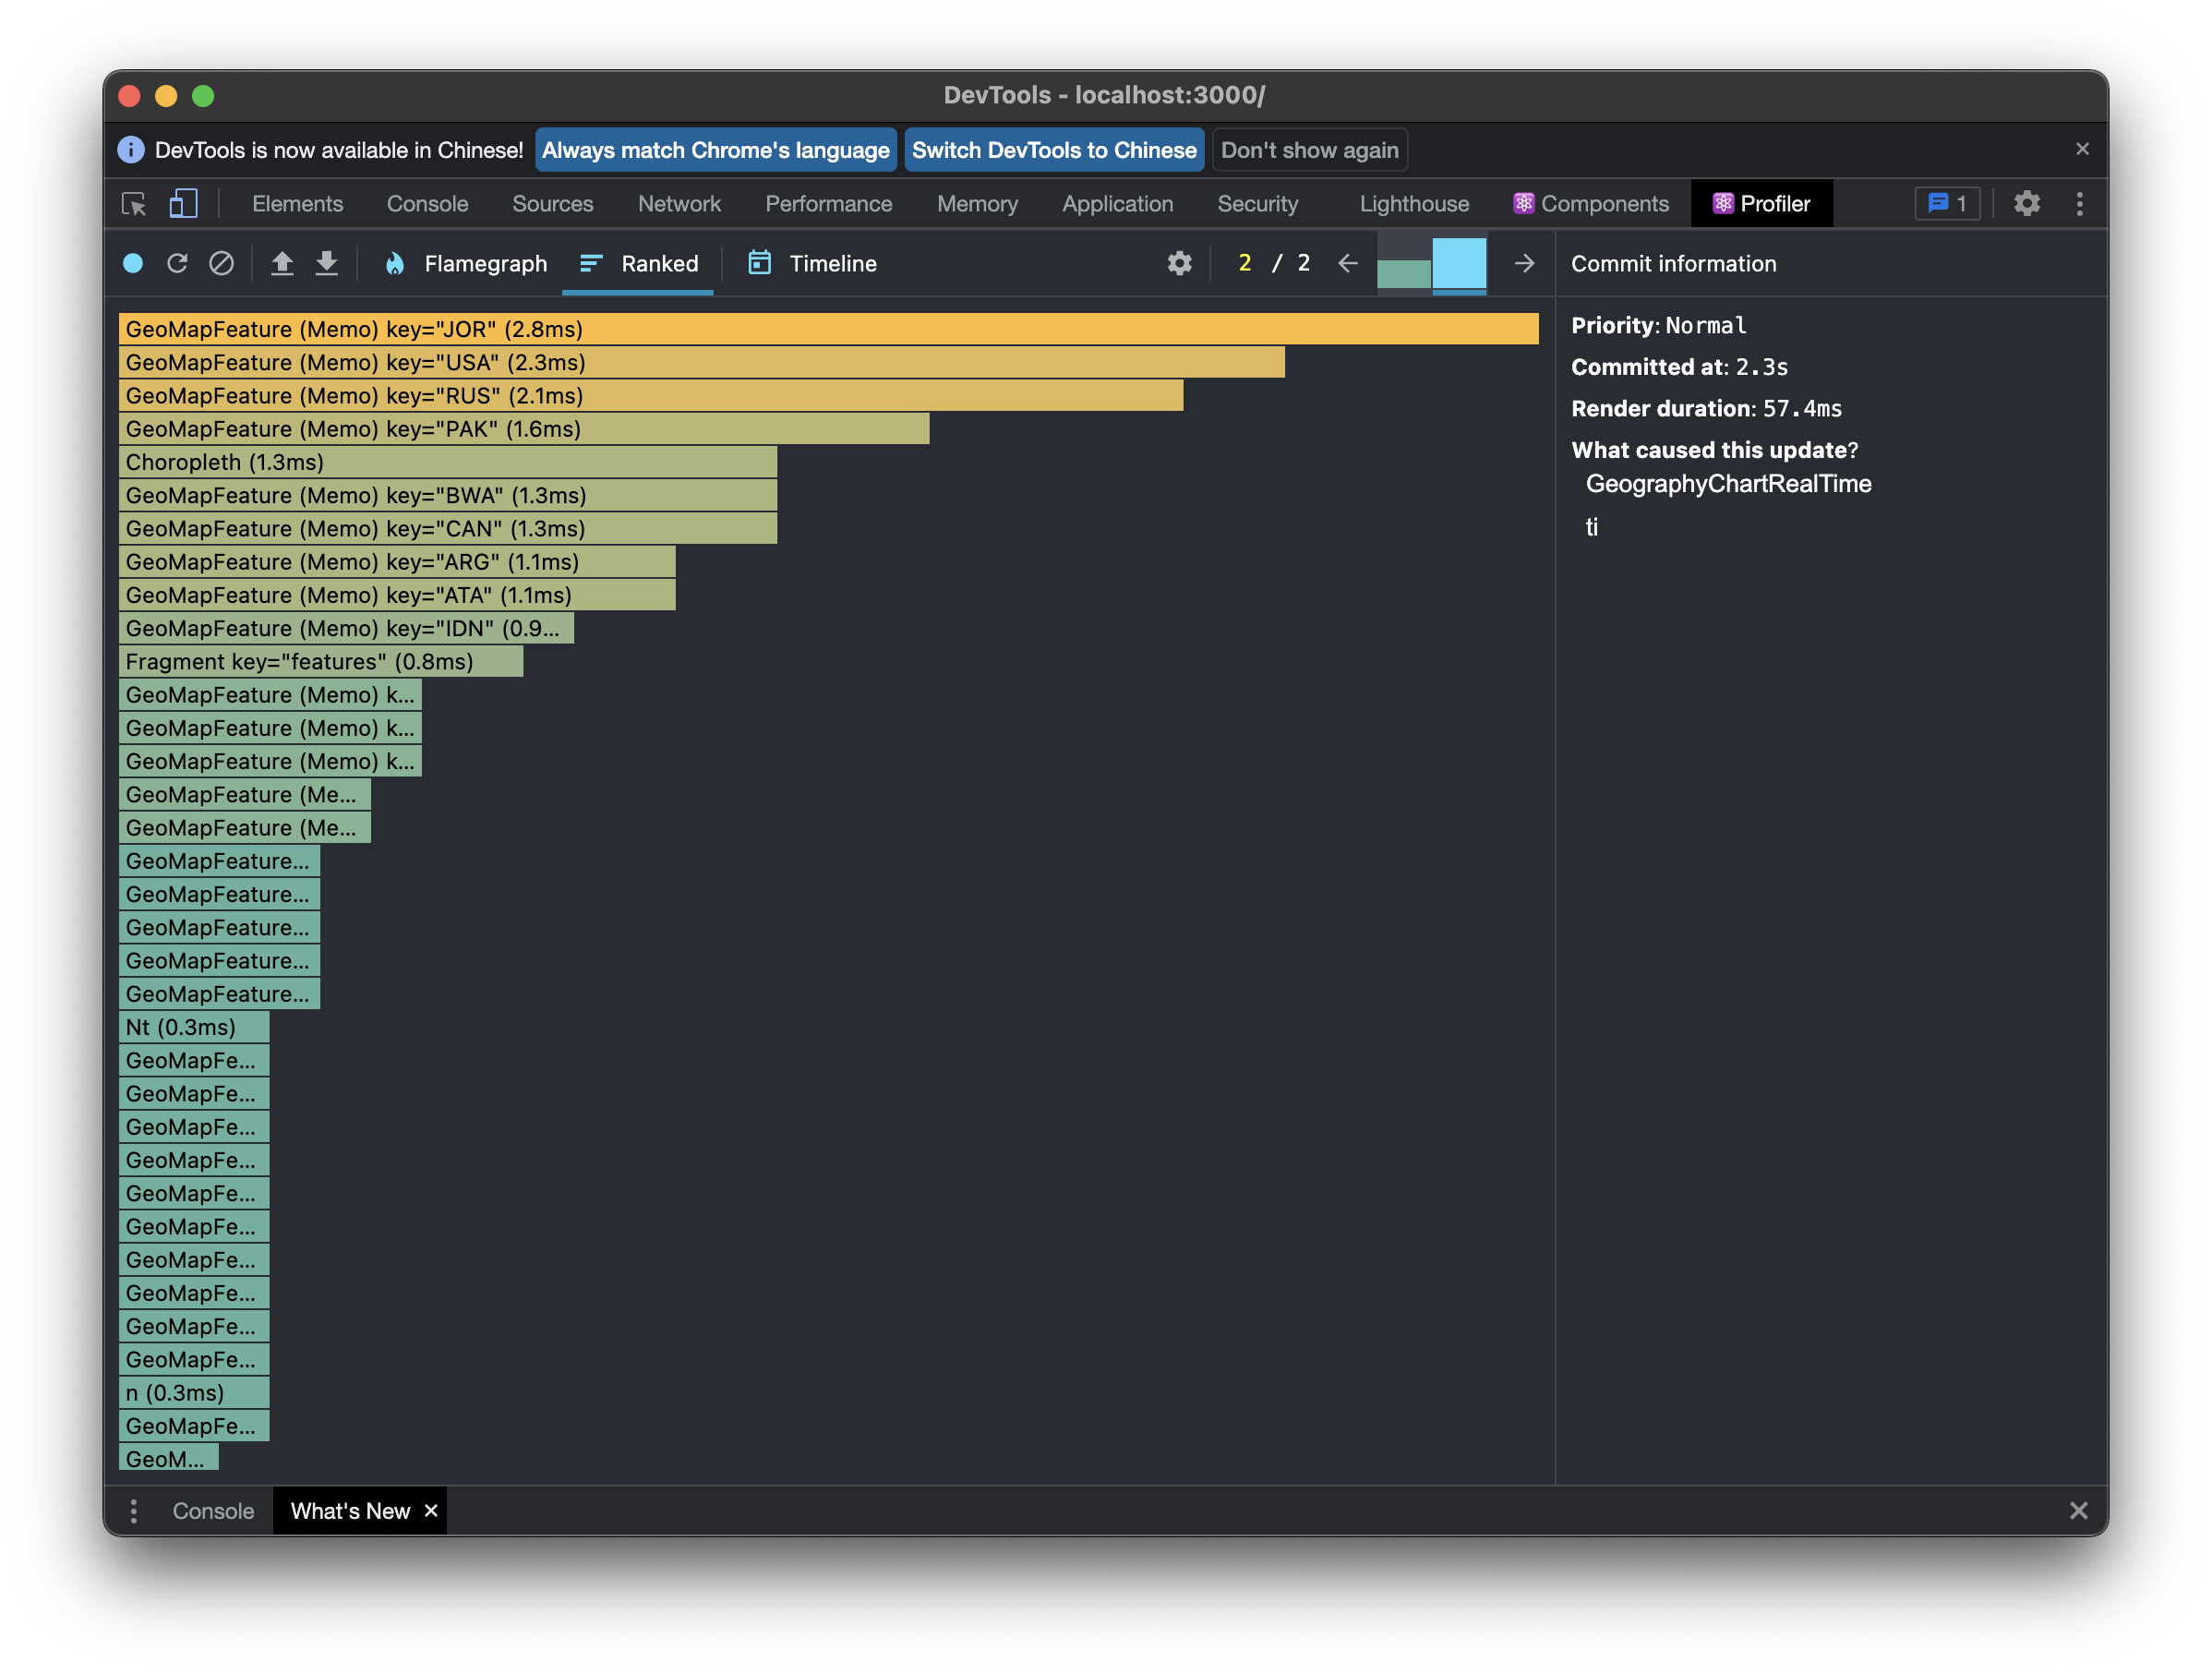 DevTools - localhost:3000/
DevTools is now available in Chinese! Always match Chrome's language Switch DevTools to Chinese Don't show again
Elements Console Sources Network Performance Memory Application Security Lighthouse Components Profiler 1
Flamegraph Ranked Timeline 2 / 2 Commit information
GeoMapFeature (Memo) key="JOR" (2.8ms)
GeoMapFeature (Memo) key="USA" (2.3ms)
GeoMapFeature (Memo) key="RUS" (2.1ms)
GeoMapFeature (Memo) key="PAK" (1.6ms)
Choropleth (1.3ms)
GeoMapFeature (Memo) key="BWA" (1.3ms)
GeoMapFeature (Memo) key="CAN" (1.3ms)
GeoMapFeature (Memo) key="ARG" (1.1ms)
GeoMapFeature (Memo) key="ATA" (1.1ms)
GeoMapFeature (Memo) key="IDN" (0.9...
Fragment key="features" (0.8ms)
GeoMapFeature (Memo) k...
GeoMapFeature (Memo) k...
GeoMapFeature (Memo) k...
GeoMapFeature (Me...
GeoMapFeature (Me...
GeoMapFeature...
GeoMapFeature...
GeoMapFeature...
GeoMapFeature...
GeoMapFeature...
Nt (0.3ms)
GeoMapFe...
GeoMapFe...
GeoMapFe...
GeoMapFe...
GeoMapFe...
GeoMapFe...
GeoMapFe...
GeoMapFe...
GeoMapFe...
GeoMapFe...
n (0.3ms)
GeoMapFe...
GeoM...
Priority: Normal
Committed at: 2.3s
Render duration: 57.4ms
What caused this update?
GeographyChartRealTime
ti
Console What's New